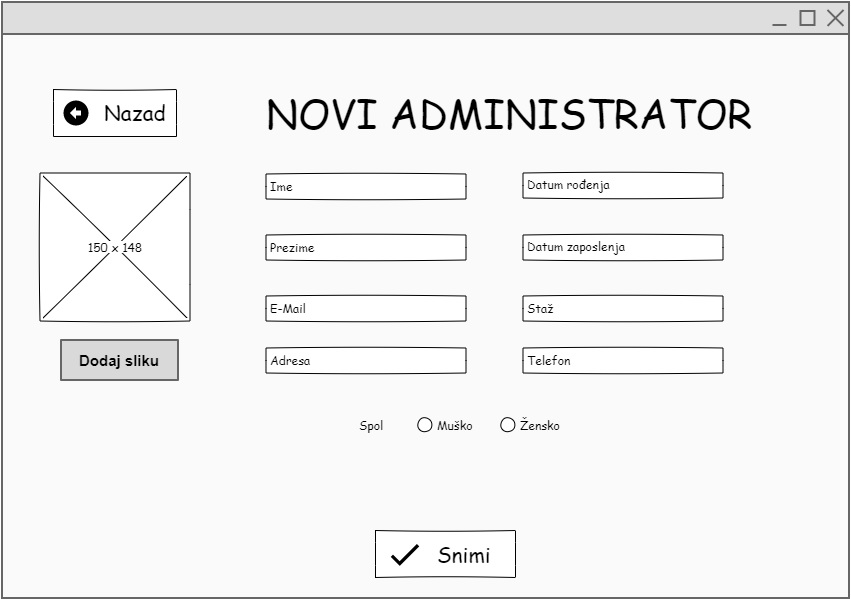 Nazad
NOVI ADMINISTRATOR
150 x 148
Dodaj sliku
Ime
Datum rođenja
Prezime
Datum zaposlenja
E-Mail
Staž
Adresa
Telefon
Spol Muško Žensko
Snimi